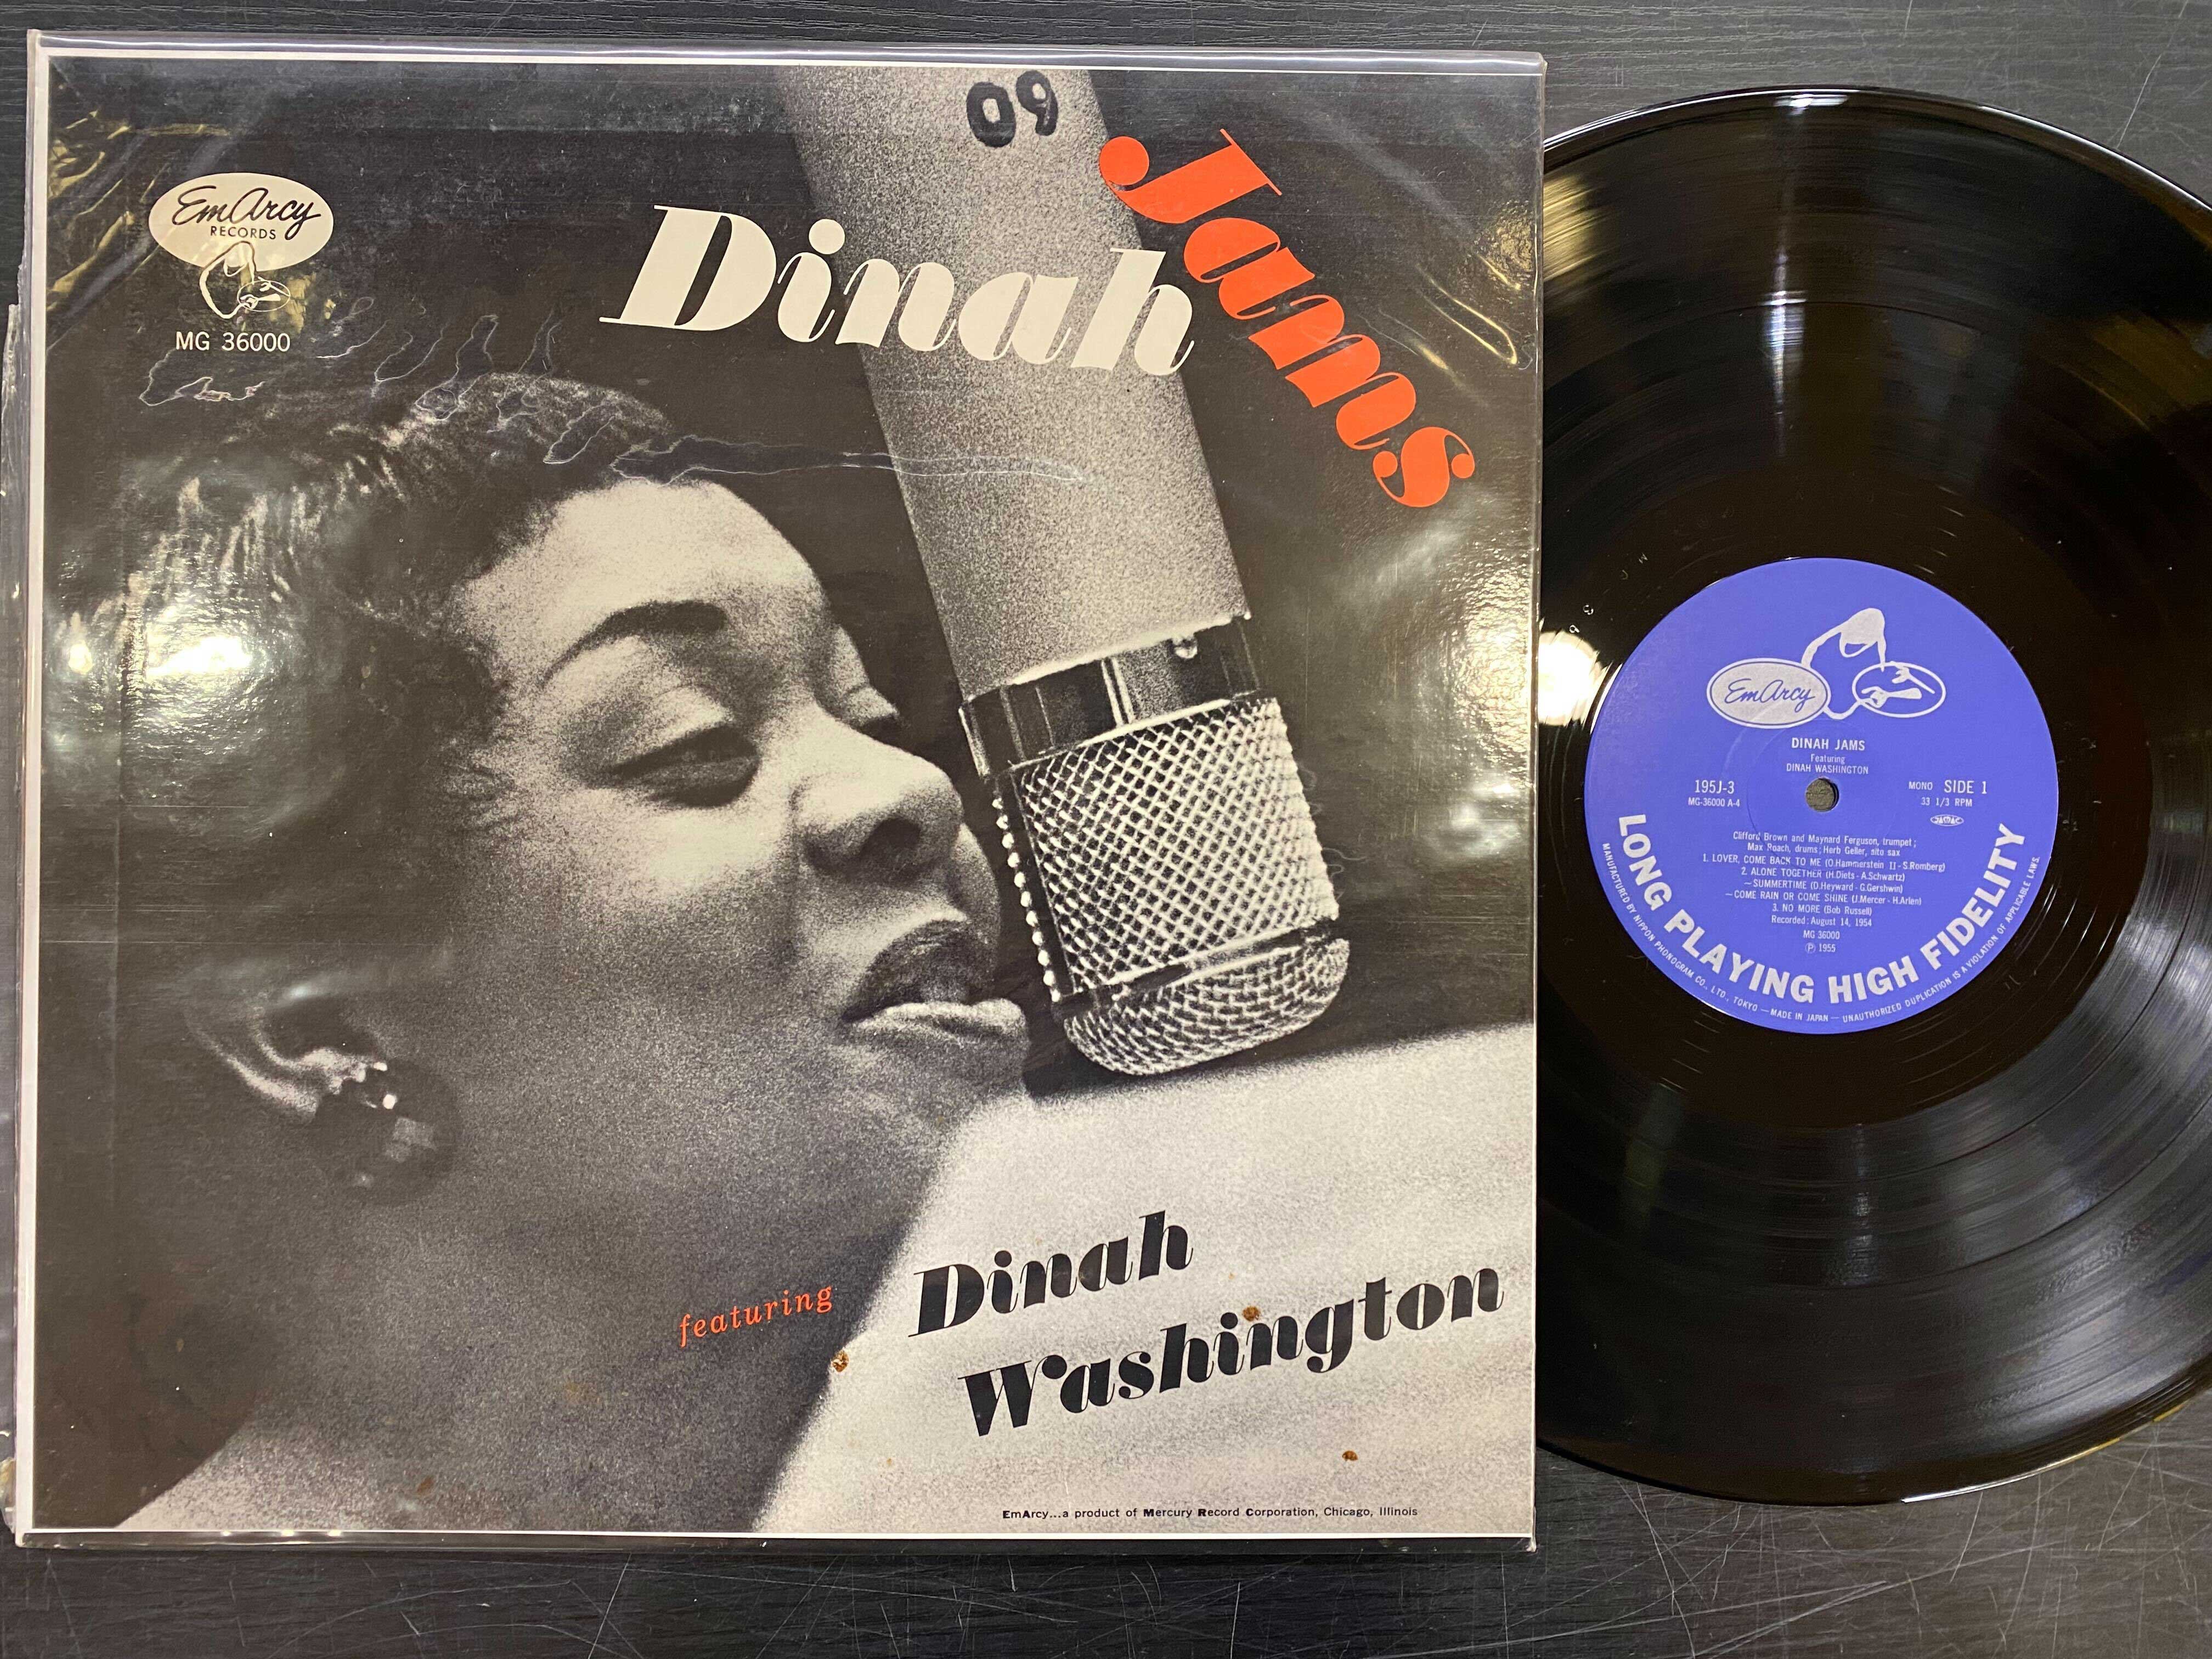 09
EmArcy
RECORDS
MG 36000
Dinah
Jams
featuring
Dinah
Washington
EmArcy...a product of Mercury Record Corporation, Chicago, Illinois
EmArcy
DINAH JAMS
Featuring
DINAH WASHINGTON
195J-3
MG-36000 A-4
MONO SIDE 1
33 1/3 RPM
JASRAC
Clifford Brown and Maynard Ferguson, trumpet;
Max Roach, drums; Herb Geller, alto sax
1. LOVER, COME BACK TO ME (O.Hammerstein II - S.Romberg)
2. ALONE TOGETHER (H.Diets - A.Schwartz)
—SUMMERTIME (D.Heyward - G.Gershwin)
—COME RAIN OR COME SHINE (J.Mercer - H.Arlen)
3. NO MORE (Bob Russell)
Recorded: August 14, 1954
MG 36000
Ⓟ 1955
LONG PLAYING HIGH FIDELITY
MANUFACTURED BY NIPPON PHONOGRAM CO., LTD., TOKYO —MADE IN JAPAN— UNAUTHORIZED DUPLICATION IS A VIOLATION OF APPLICABLE LAWS.